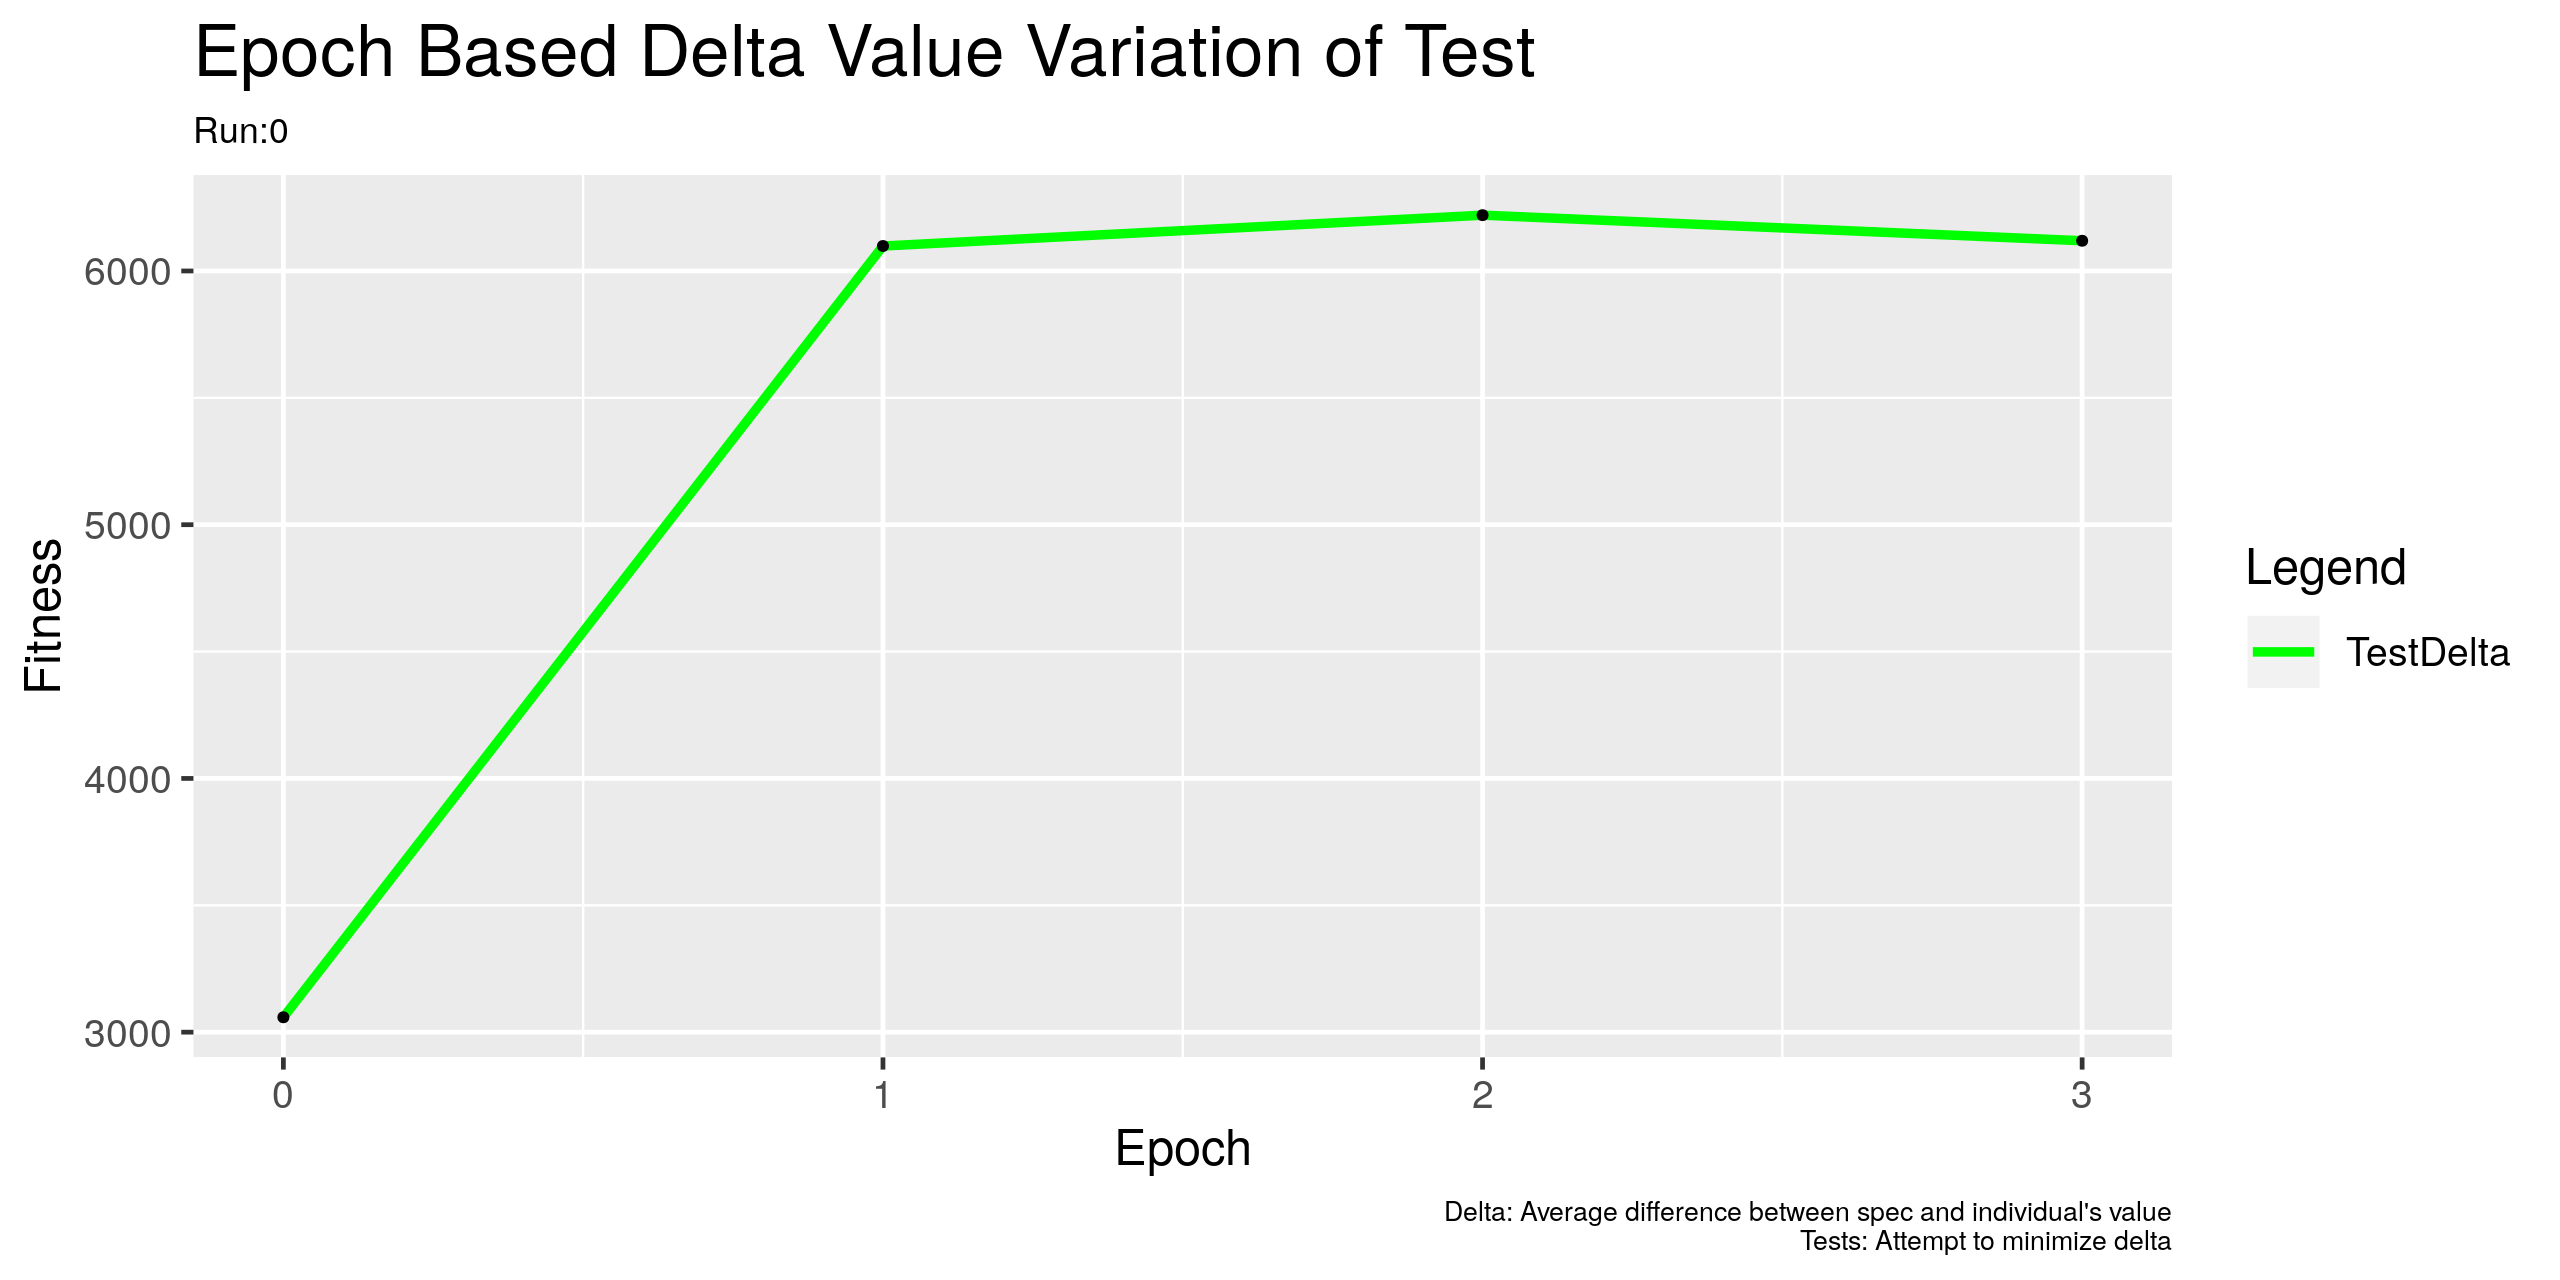 Epoch Based Delta Value Variation of Test
Run:0
Fitness
6000
5000
4000
3000
0
1
2
3
Epoch
Legend
TestDelta
Delta: Average difference between spec and individual's value
Tests: Attempt to minimize delta